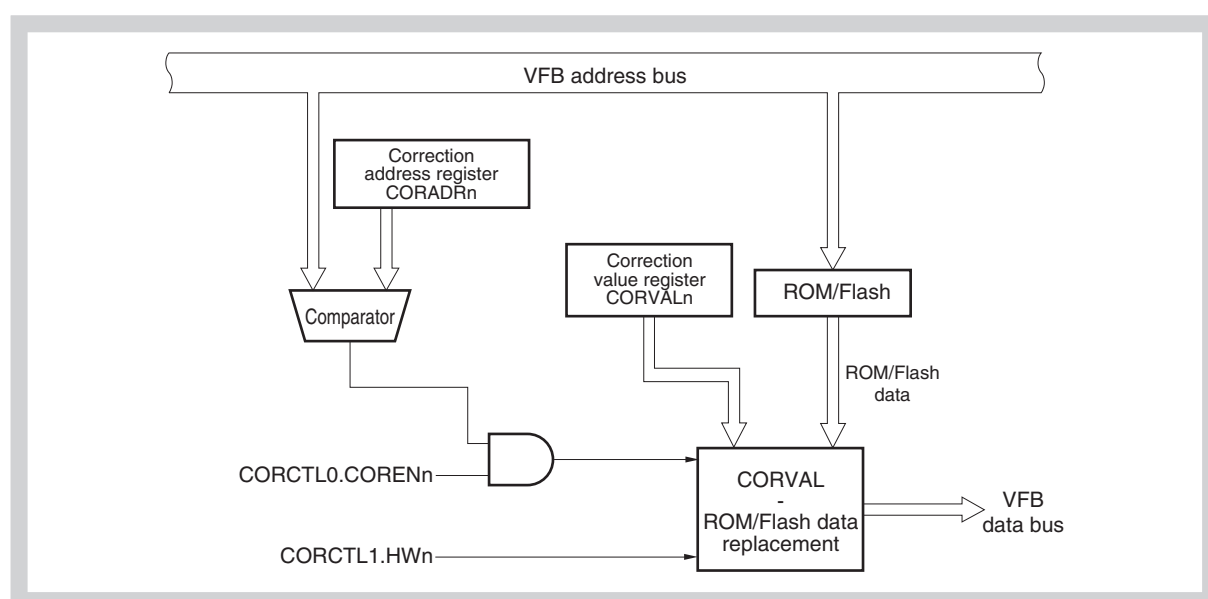 VFB address bus
Correction
address register
CORADRn
Correction
value register
CORVALn
ROM/Flash
Comparator
ROM/Flash
data
CORCTL0.CORENn
CORVAL
-
ROM/Flash data
replacement
VFB
data bus
CORCTL1.HWn